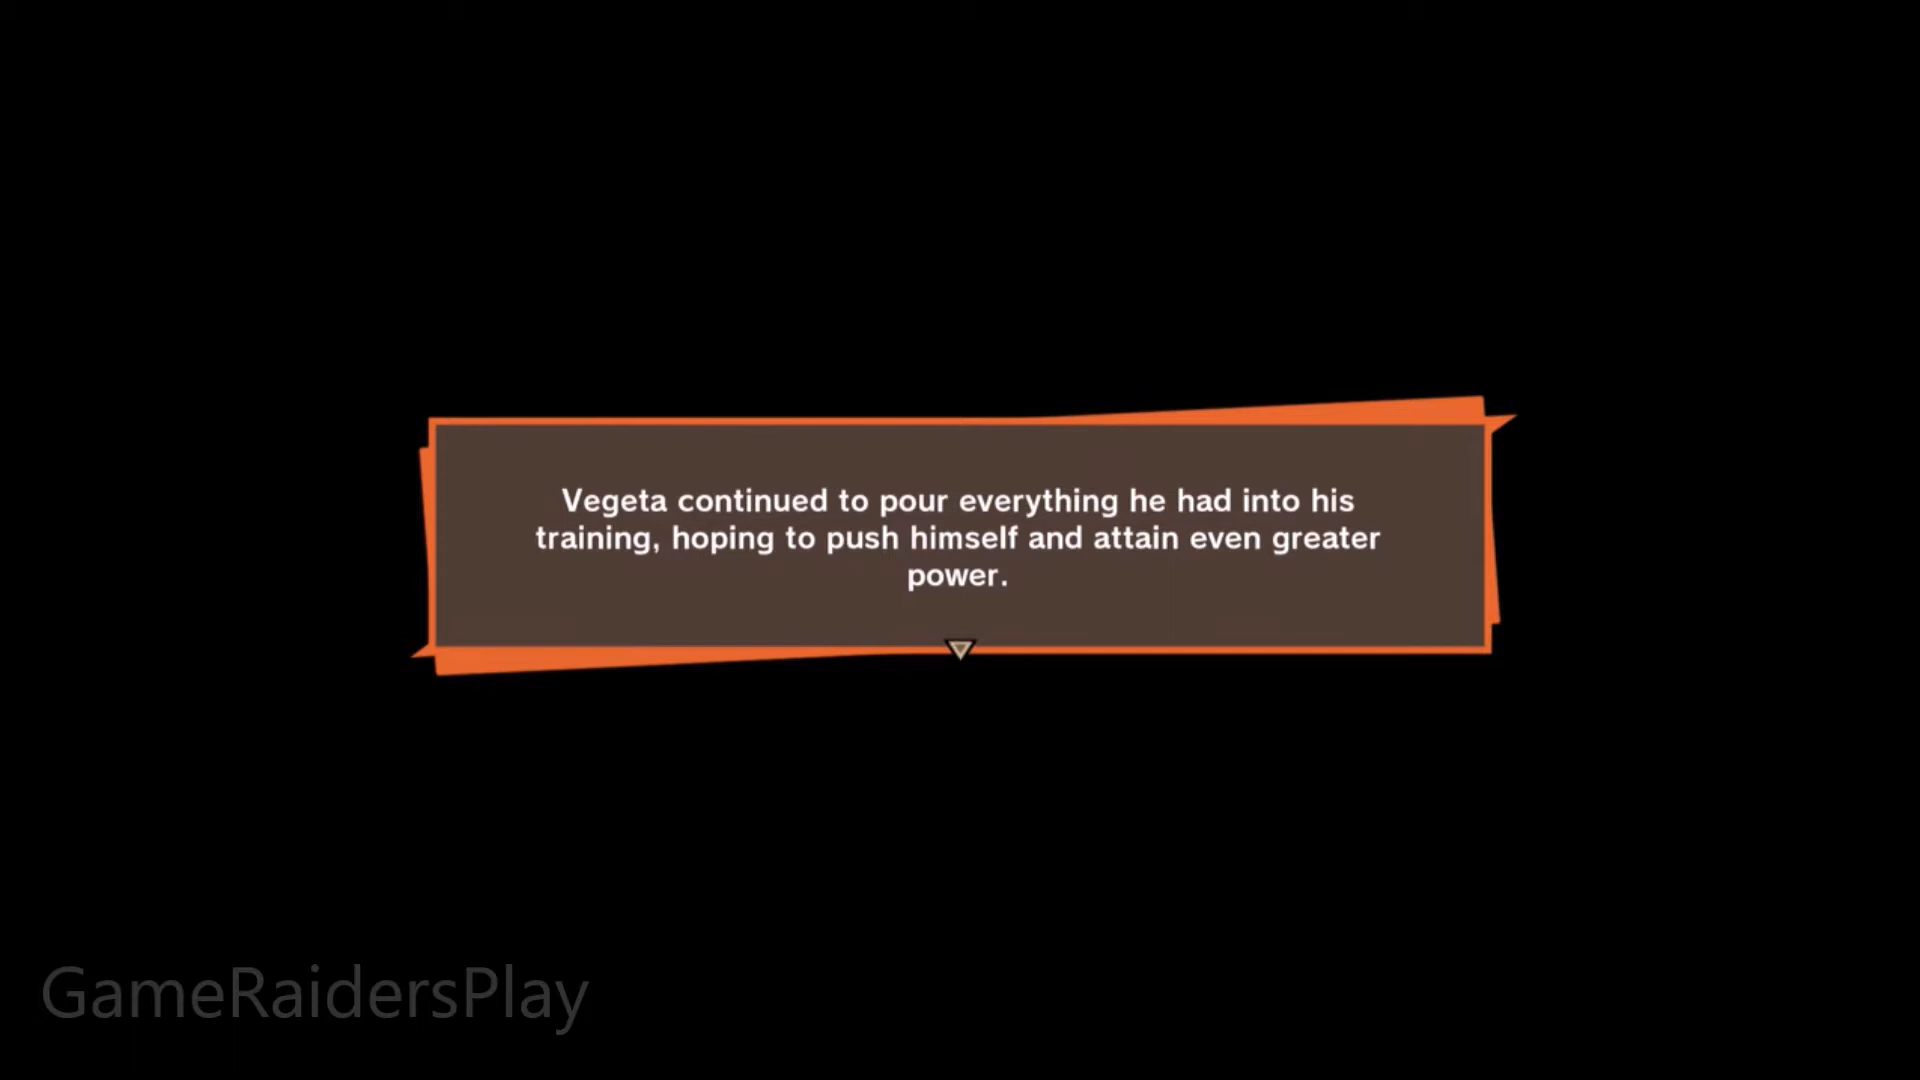 Vegeta continued to pour everything he had into his
training, hoping to push himself and attain even greater
power.
GameRaidersPlay